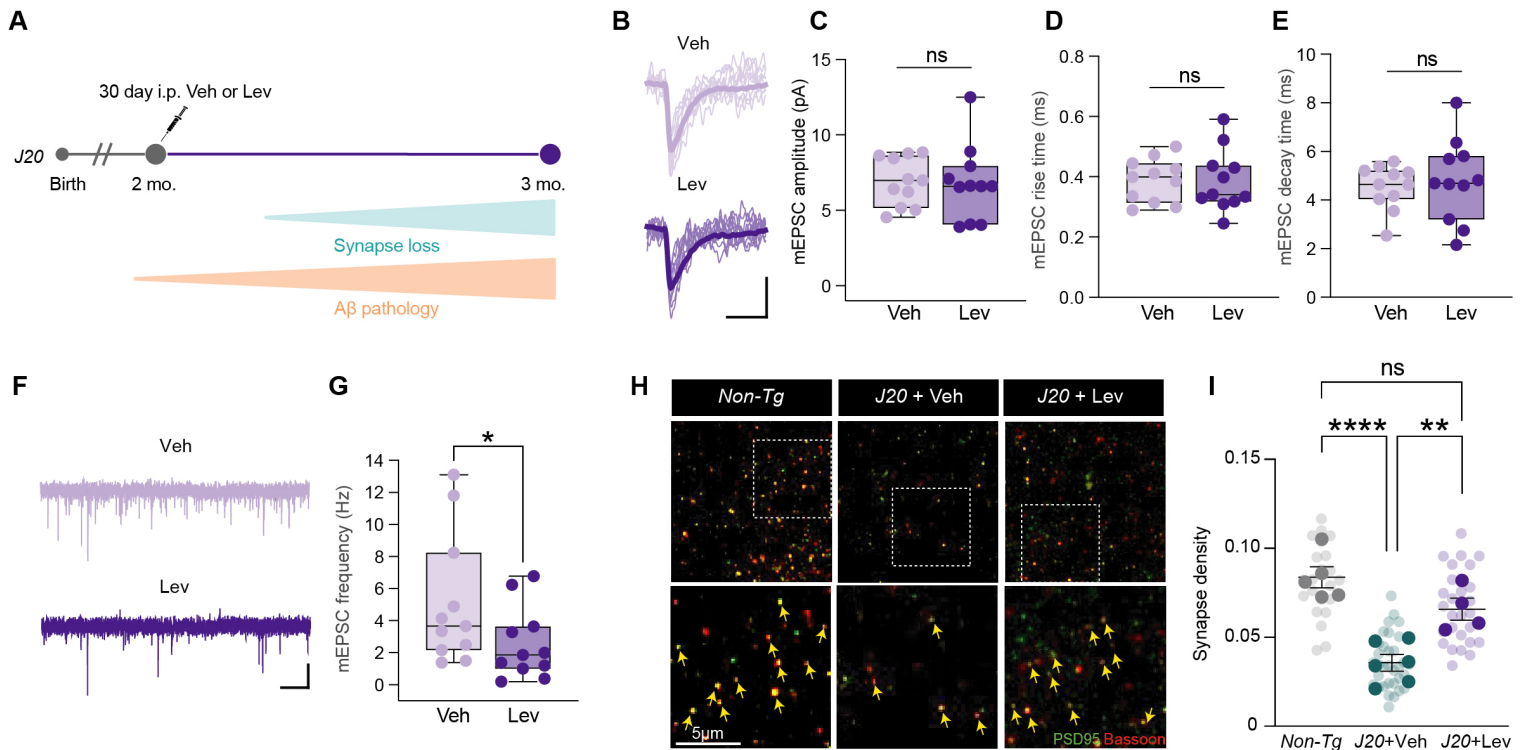 A
30 day i.p. Veh or Lev
J20
Birth
2 mo.
3 mo.
Synapse loss
Aβ pathology
B
Veh
Lev
C
ns
mEPSC amplitude (pA)
15
10
5
0
Veh
Lev
D
ns
mEPSC rise time (ms)
0.8
0.6
0.4
0.2
0.0
Veh
Lev
E
ns
mEPSC decay time (ms)
10
8
6
4
2
0
Veh
Lev
F
Veh
Lev
G
*
mEPSC frequency (Hz)
14
12
10
8
6
4
2
0
Veh
Lev
H
Non-Tg
J20 + Veh
J20 + Lev
5μm
PSD95 Bassoon
I
ns
****
**
Synapse density
0.15
0.10
0.05
0
Non-Tg
J20+Veh
J20+Lev